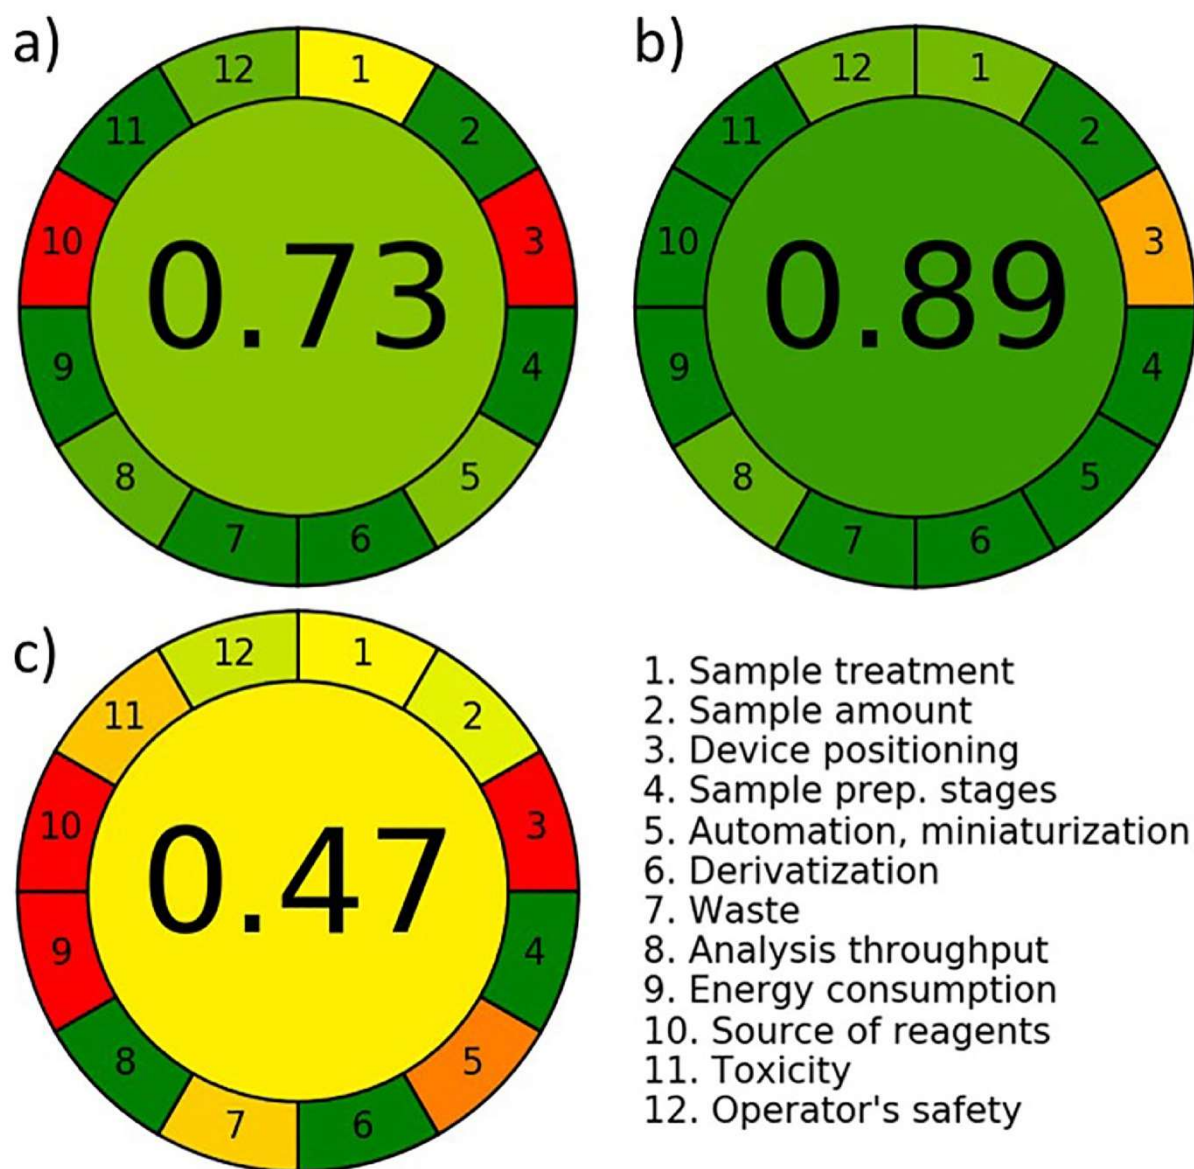 a)
12
1
11
2
10
3
0.73
9
4
8
5
7
6
b)
12
1
11
2
10
3
0.89
9
4
8
5
7
6
c)
12
1
11
2
10
3
0.47
9
4
8
5
7
6
1. Sample treatment
2. Sample amount
3. Device positioning
4. Sample prep. stages
5. Automation, miniaturization
6. Derivatization
7. Waste
8. Analysis throughput
9. Energy consumption
10. Source of reagents
11. Toxicity
12. Operator's safety